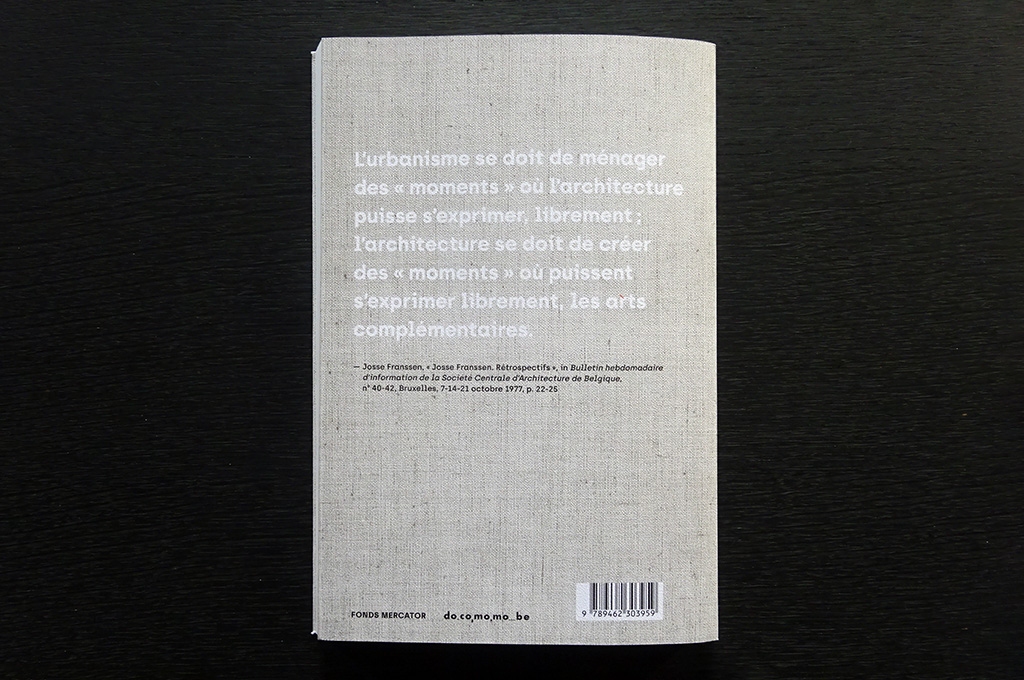 L'urbanisme se doit de ménager
des « moments » où l'architecture
puisse s'exprimer, librement ;
l'architecture se doit de créer
des « moments » où puissent
s'exprimer librement, les arts
complémentaires.
— Josse Franssen, « Josse Franssen. Rétrospectifs », in Bulletin hebdomadaire
d'information de la Société Centrale d'Architecture de Belgique,
n° 40-42, Bruxelles, 7-14-21 octobre 1977, p. 22-25
FONDS MERCATOR
do.co,mo,mo_be
9 789462 303959